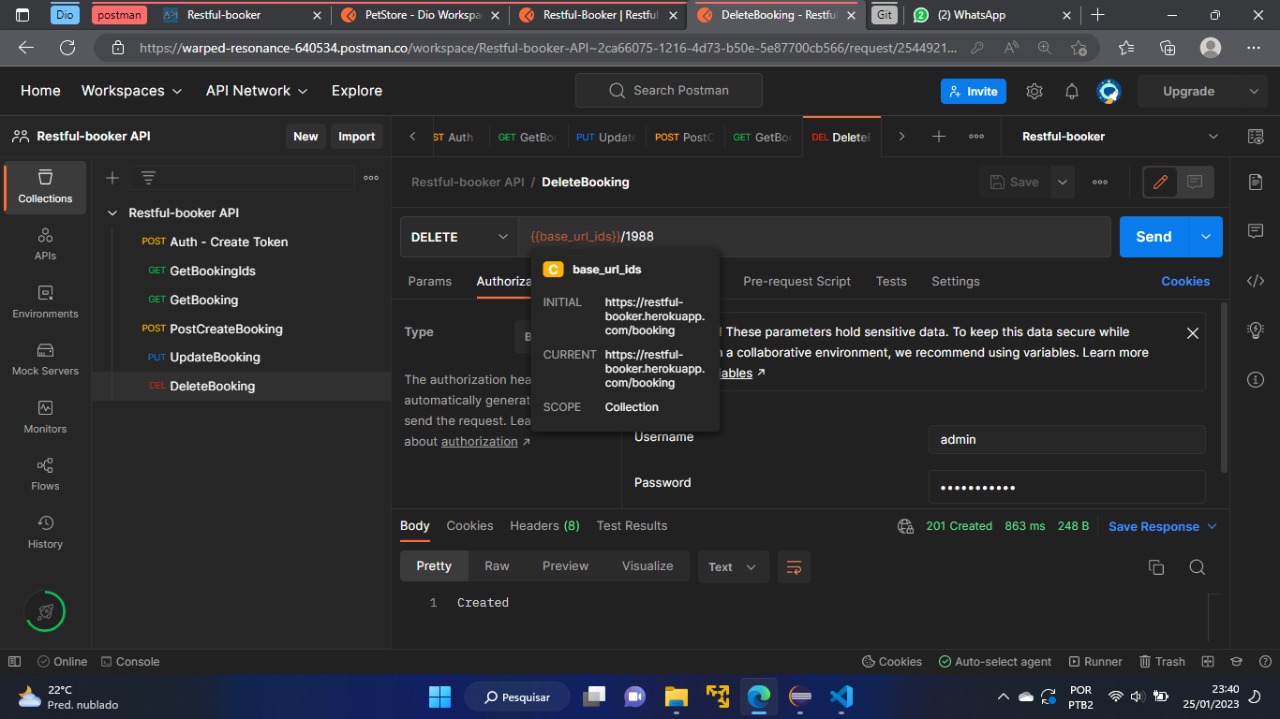 Dio
postman
Restful-booker
PetStore - Dio Workspa
Restful-Booker | Restful
DeleteBooking - Restful
Git
(2) WhatsApp
https://warped-resonance-640534.postman.co/workspace/Restful-booker-API~2ca66075-1216-4d73-b50e-5e87700cb566/request/2544921...
Home
Workspaces
API Network
Explore
Search Postman
Invite
Upgrade
Restful-booker API
New
Import
ST Auth
GET GetBo
PUT Update
POST PostC
GET GetBo
DEL DeleteB
Restful-booker
Collections
APIs
Environments
Mock Servers
Monitors
Flows
History
Restful-booker API
POST Auth - Create Token
GET GetBookingIds
GET GetBooking
POST PostCreateBooking
PUT UpdateBooking
DEL DeleteBooking
Restful-booker API / DeleteBooking
Save
DELETE
{{base_url_ids}}/1988
Send
Params
Authoriza
Pre-request Script
Tests
Settings
Cookies
C base_url_ids
INITIAL
https://restful-
booker.herokuapp.
com/booking
CURRENT
https://restful-
booker.herokuapp.
com/booking
SCOPE
Collection
Type
B
The authorization hea
automatically generat
send the request. Lea
about authorization
! These parameters hold sensitive data. To keep this data secure while
a collaborative environment, we recommend using variables. Learn more
ables
Username
admin
Password
•••••••••••
Body
Cookies
Headers (8)
Test Results
201 Created
863 ms
248 B
Save Response
Pretty
Raw
Preview
Visualize
Text
1
Created
Online
Console
Cookies
Auto-select agent
Runner
Trash
22°C
Pred. nublado
Pesquisar
POR
PTB2
23:40
25/01/2023